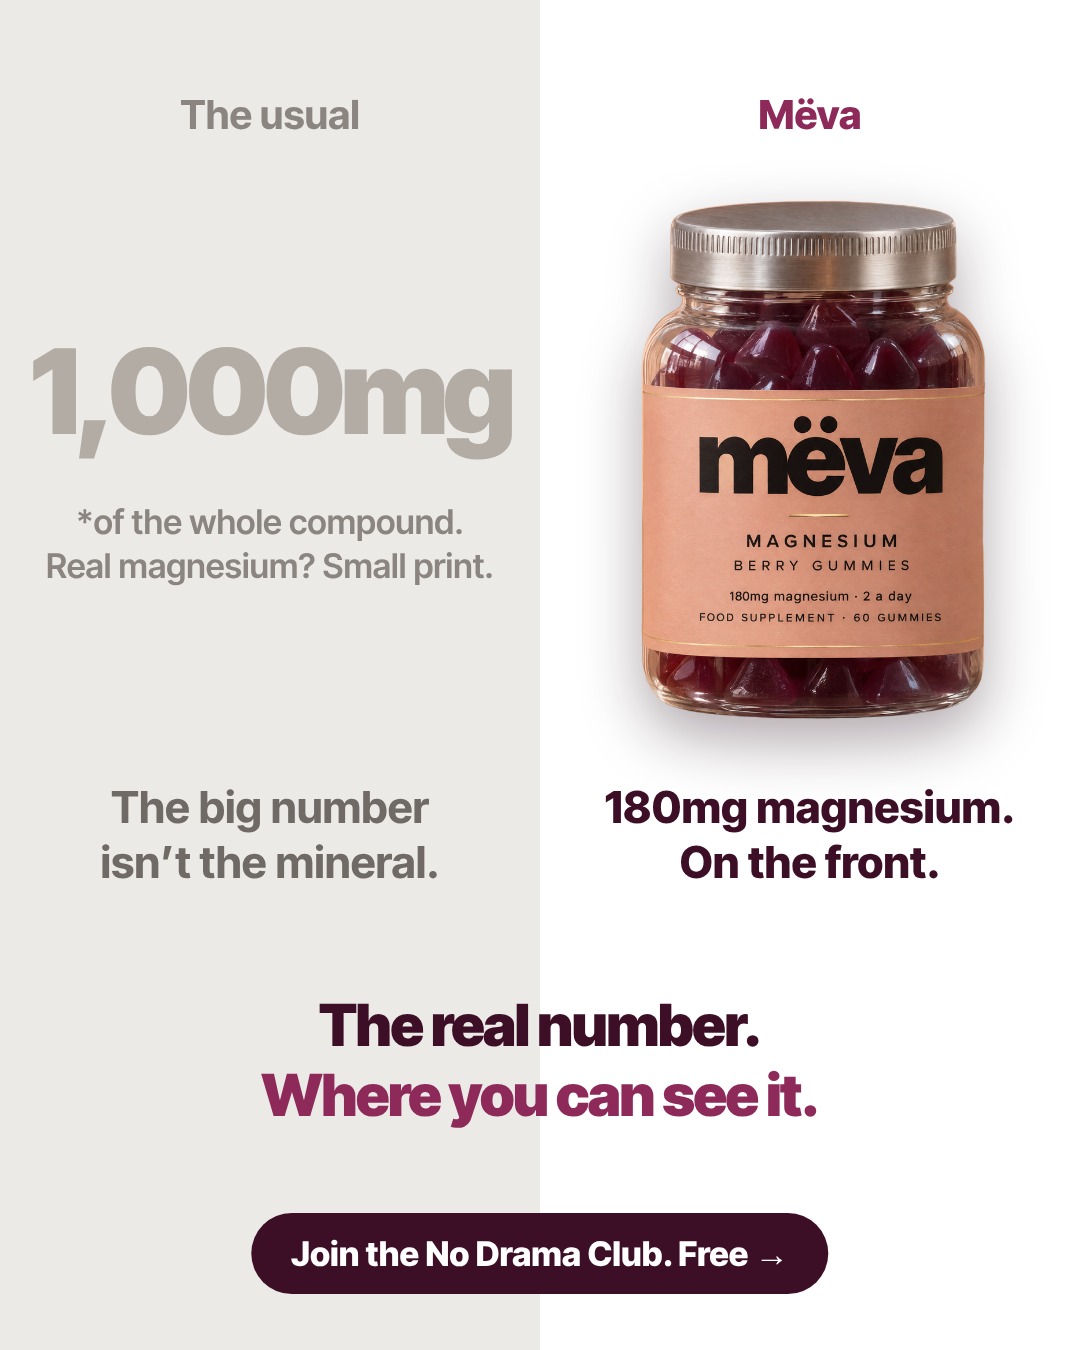 The usual
1,000mg
*of the whole compound.
Real magnesium? Small print.
The big number
isn’t the mineral.
Mëva
mëva
MAGNESIUM
BERRY GUMMIES
180mg magnesium · 2 a day
FOOD SUPPLEMENT · 60 GUMMIES
180mg magnesium.
On the front.
The real number.
Where you can see it.
Join the No Drama Club. Free →